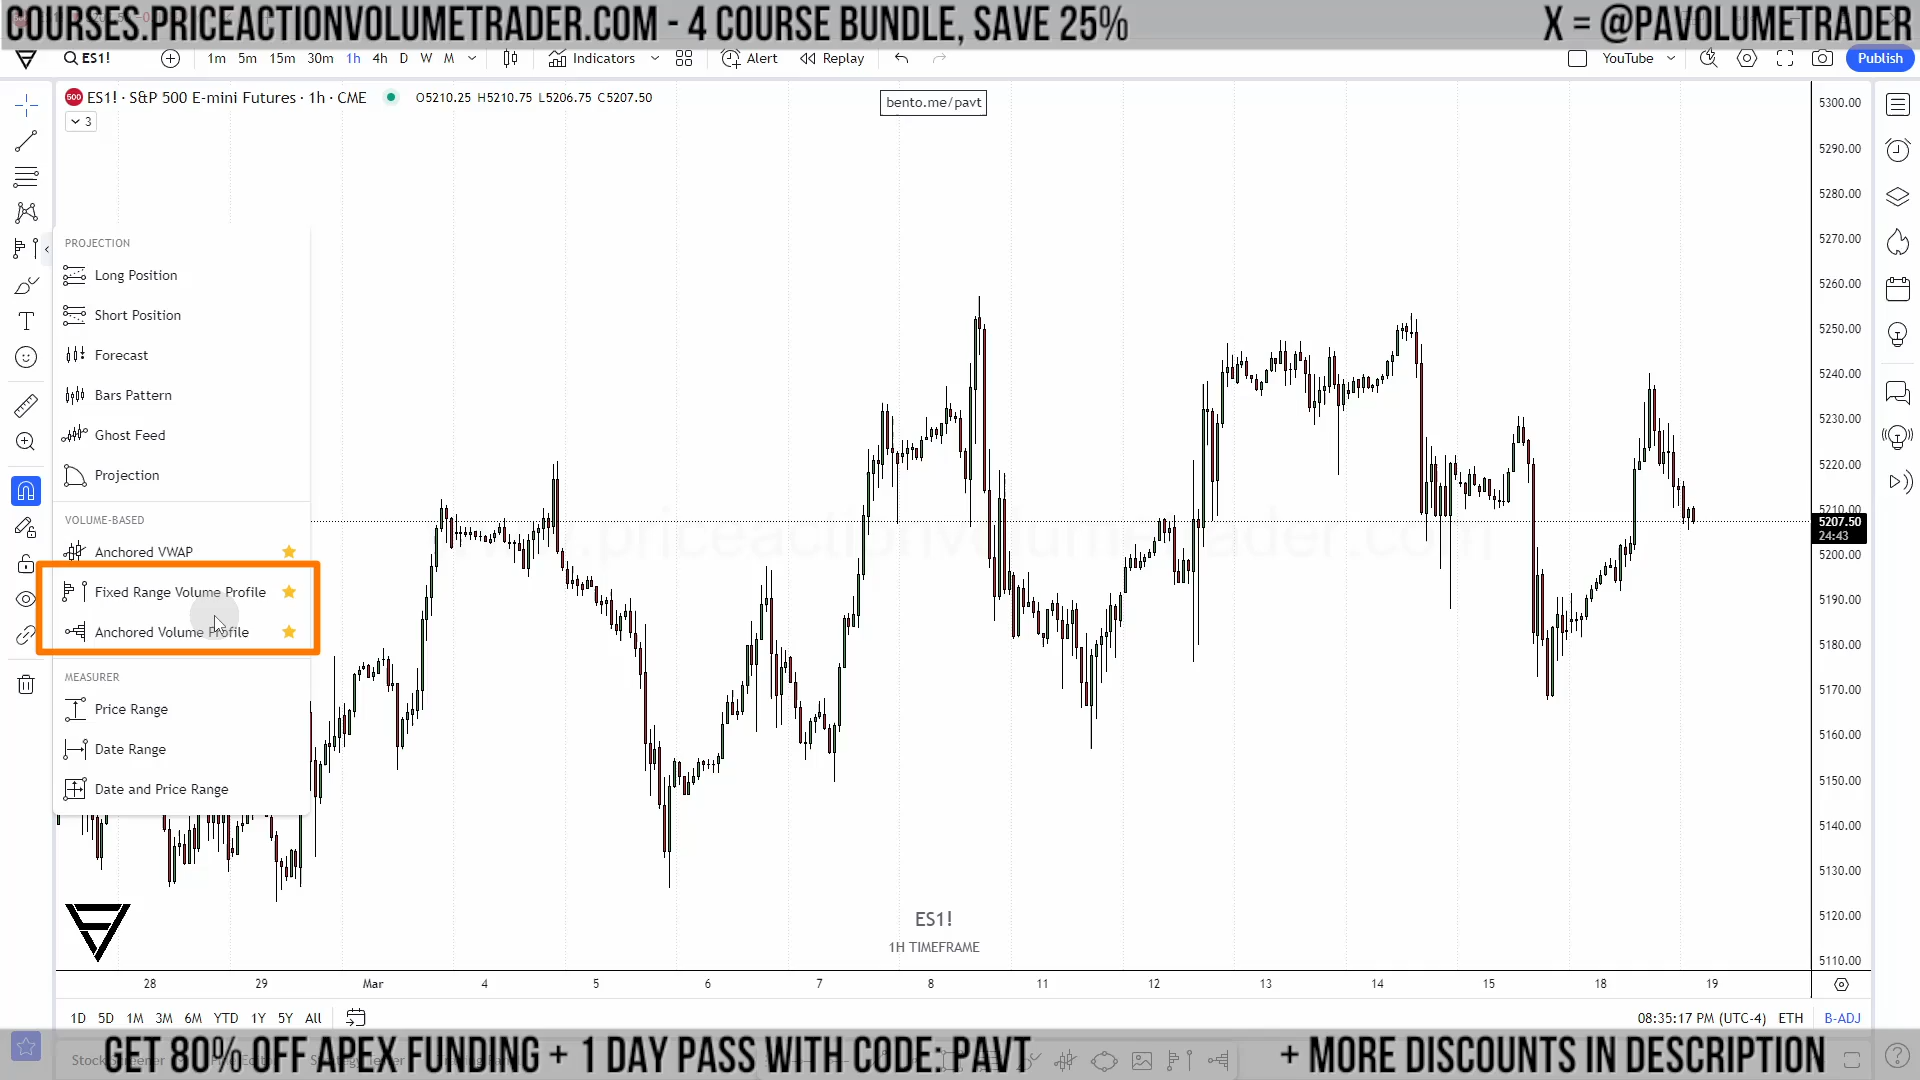 COURSES.PRICEACTIONVOLUMETRADER.COM - 4 COURSE BUNDLE, SAVE 25%
X = @PAVOLUMETRADER
ES1! 1m 5m 15m 30m 1h 4h D W M Indicators Alert Replay YouTube Publish
500 ES1! · S&P 500 E-mini Futures · 1h · CME O5210.25 H5210.75 L5206.75 C5207.50
3
bento.me/pavt
PROJECTION
Long Position
Short Position
Forecast
Bars Pattern
Ghost Feed
Projection
VOLUME-BASED
Anchored VWAP
Fixed Range Volume Profile
Anchored Volume Profile
MEASURER
Price Range
Date Range
Date and Price Range
priceactionvolumetrader.com
5300.00
5290.00
5280.00
5270.00
5260.00
5250.00
5240.00
5230.00
5220.00
5210.00
5207.50
24:43
5200.00
5190.00
5180.00
5170.00
5160.00
5150.00
5140.00
5130.00
5120.00
5110.00
ES1!
1H TIMEFRAME
28 29 Mar 4 5 6 7 8 11 12 13 14 15 18 19
1D 5D 1M 3M 6M YTD 1Y 5Y All
08:35:17 PM (UTC-4) ETH B-ADJ
GET 80% OFF APEX FUNDING + 1 DAY PASS WITH CODE: PAVT
+ MORE DISCOUNTS IN DESCRIPTION